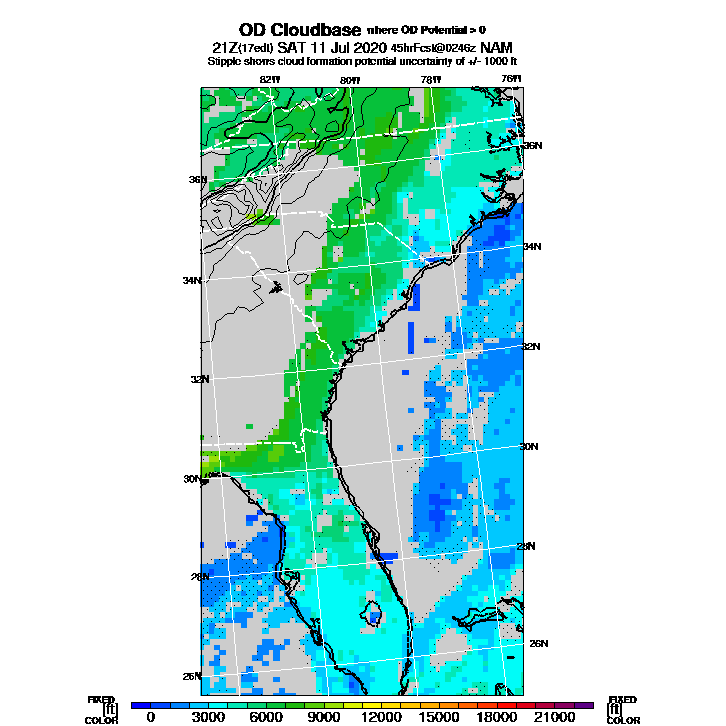 OD Cloudbase where OD Potential > 0
21Z(17edt) SAT 11 Jul 2020 45hrFcst@0246z NAM
Stipple shows cloud formation potential uncertainty of +/- 1000 ft
82W 80W 78W 76W
36N
36N
34N
34N
32N
32N
30N
30N
28N
28N
26N
26N
FIXED FIXED
[ft] [ft]
COLOR COLOR
0 3000 6000 9000 12000 15000 18000 21000